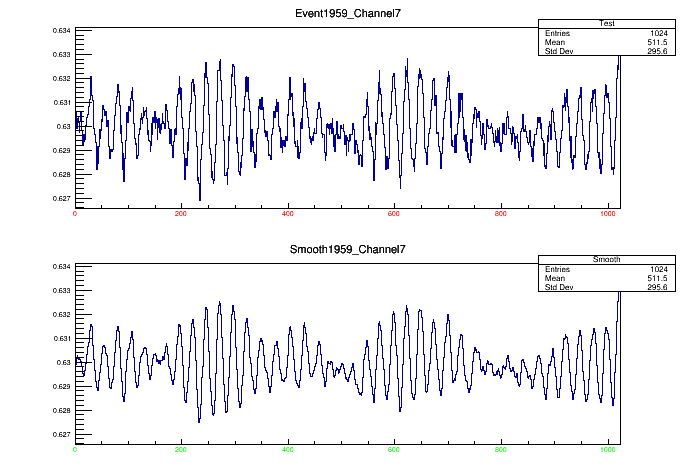 Event1959_Channel7
Test
Entries 1024
Mean 511.5
Std Dev 295.6
0.634
0.633
0.632
0.631
0.63
0.629
0.628
0.627
0 200 400 600 800 1000
Smooth1959_Channel7
Smooth
Entries 1024
Mean 511.5
Std Dev 295.6
0.634
0.633
0.632
0.631
0.63
0.629
0.628
0.627
0 200 400 600 800 1000